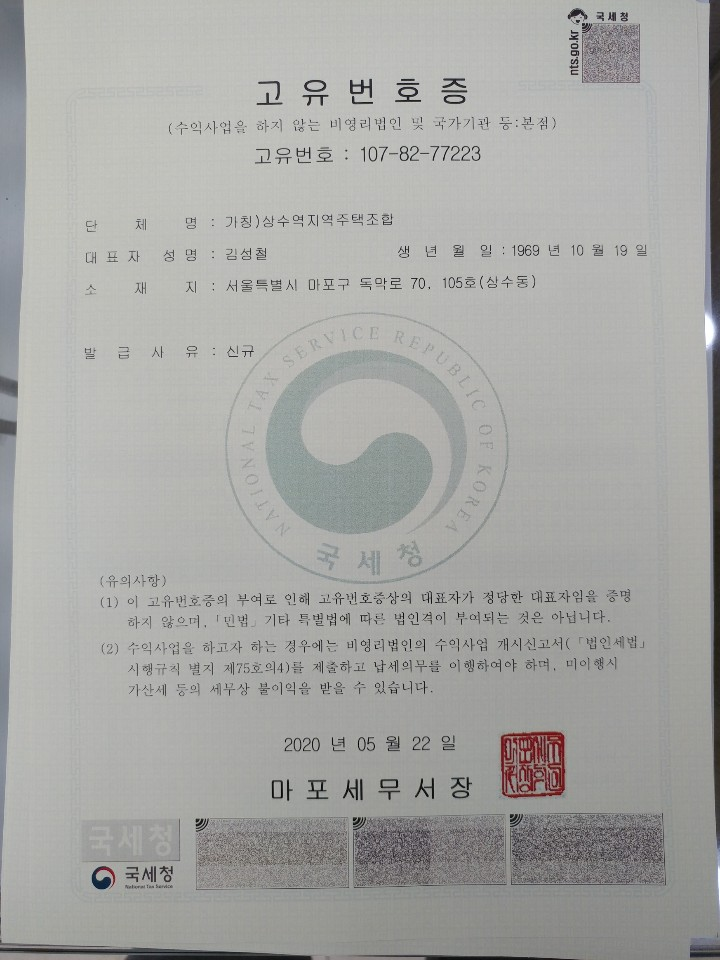 국세청
nts.go.kr
고유번호증
(수익사업을 하지 않는 비영리법인 및 국가기관 등:본점)
고유번호 : 107-82-77223
단체명 : 가칭)상수역지역주택조합
대표자 성명 : 김성철 생년월일 : 1969 년 10 월 19 일
소재지 : 서울특별시 마포구 독막로 70, 105호(상수동)
발급사유 : 신규
NATIONAL TAX SERVICE REPUBLIC OF KOREA
국세청
(유의사항)
(1) 이 고유번호증의 부여로 인해 고유번호증상의 대표자가 정당한 대표자임을 증명
하지 않으며,「민법」기타 특별법에 따른 법인격이 부여되는 것은 아닙니다.
(2) 수익사업을 하고자 하는 경우에는 비영리법인의 수익사업 개시신고서(「법인세법」
시행규칙 별지 제75호의4)를 제출하고 납세의무를 이행하여야 하며, 미이행시
가산세 등의 세무상 불이익을 받을 수 있습니다.
2020 년 05 월 22 일
마포세무서장
국세청
국세청
National Tax Service